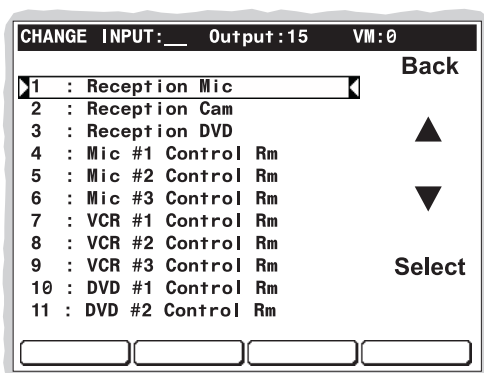 CHANGE INPUT:__ Output:15 VM:0
Back
1 : Reception Mic
2 : Reception Cam
3 : Reception DVD
4 : Mic #1 Control Rm
5 : Mic #2 Control Rm
6 : Mic #3 Control Rm
7 : VCR #1 Control Rm
8 : VCR #2 Control Rm
9 : VCR #3 Control Rm
Select
10 : DVD #1 Control Rm
11 : DVD #2 Control Rm